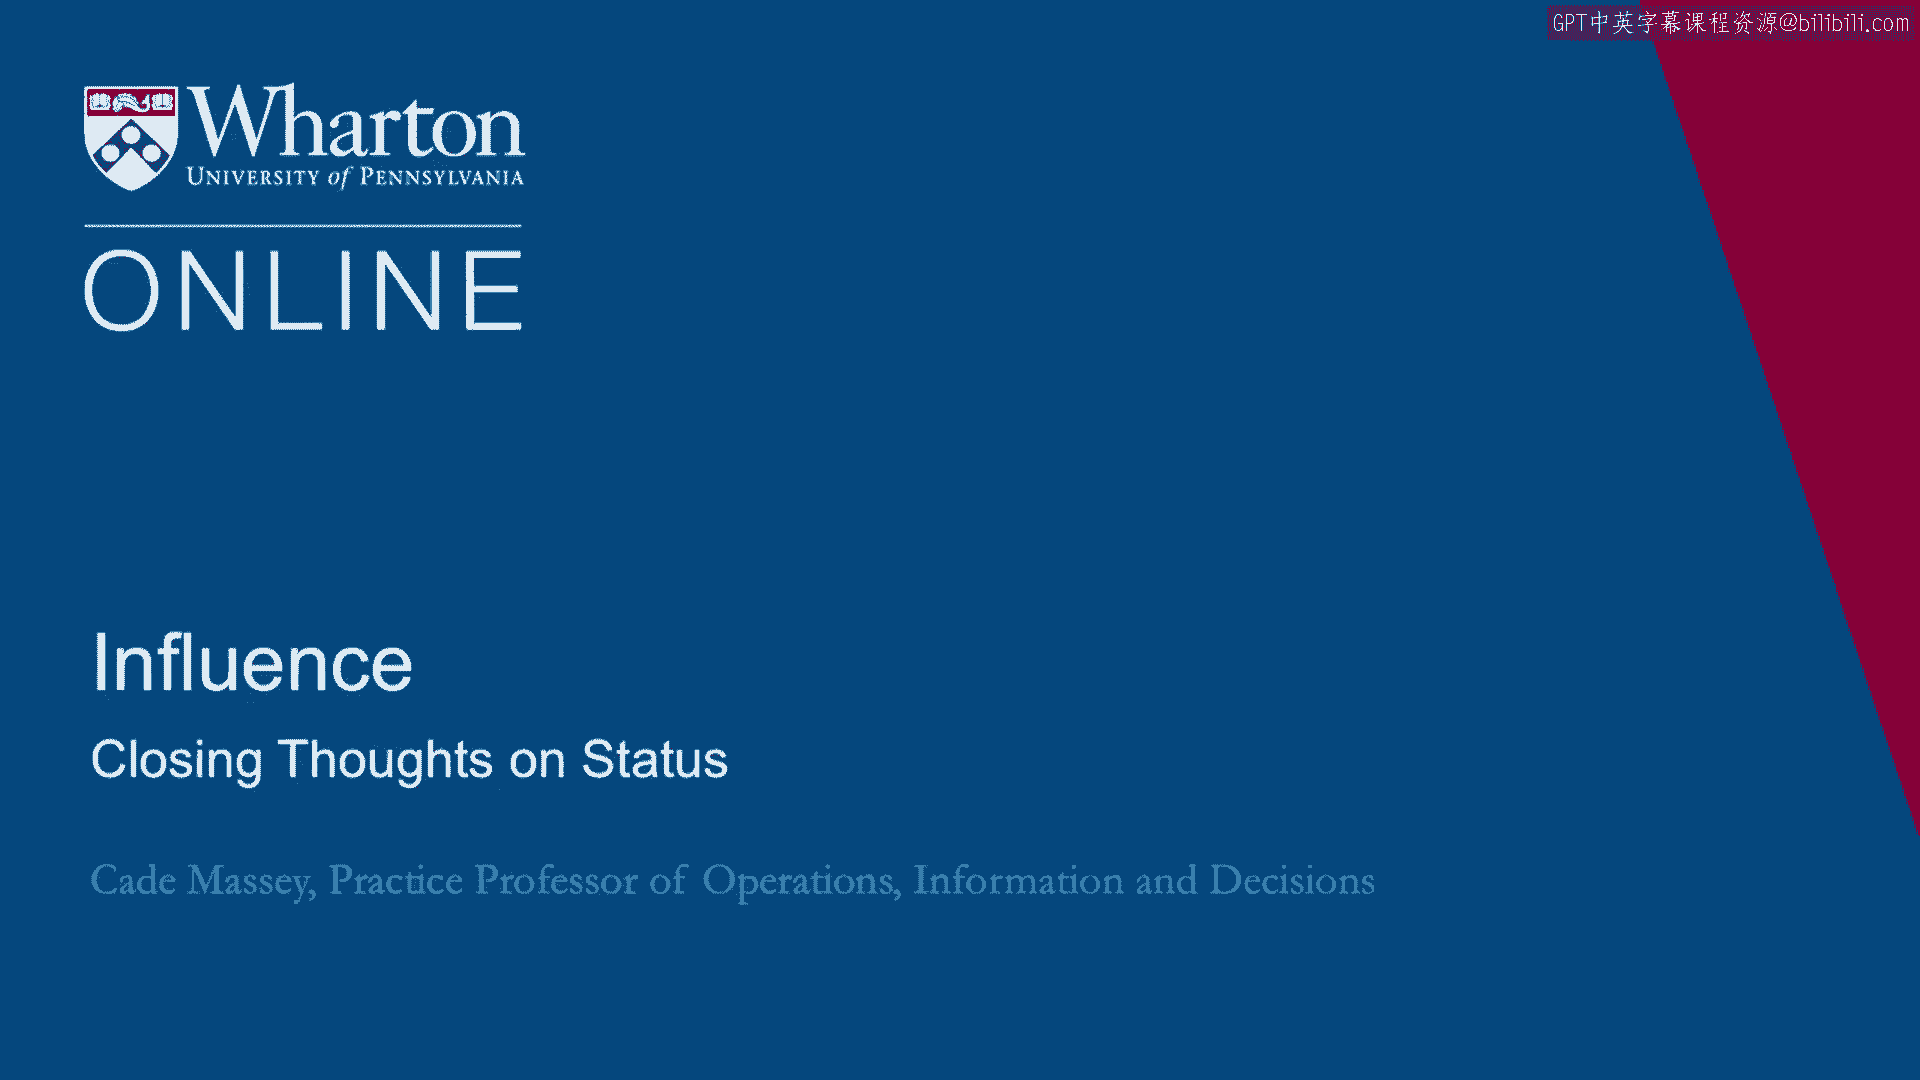 GPT中英字幕课程资源@bilibili.com
Wharton
UNIVERSITY of PENNSYLVANIA
ONLINE
Influence
Closing Thoughts on Status
Cade Massey, Practice Professor of Operations, Information and Decisions